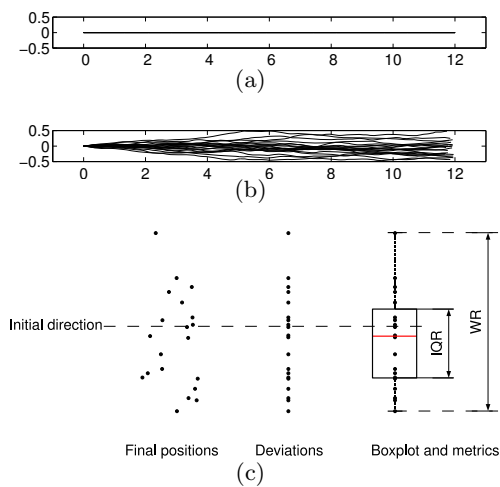 0.5
0
−0.5
0 2 4 6 8 10 12
(a)
0.5
0
−0.5
0 2 4 6 8 10 12
(b)
Initial direction
IQR
WR
Final positions Deviations Boxplot and metrics
(c)